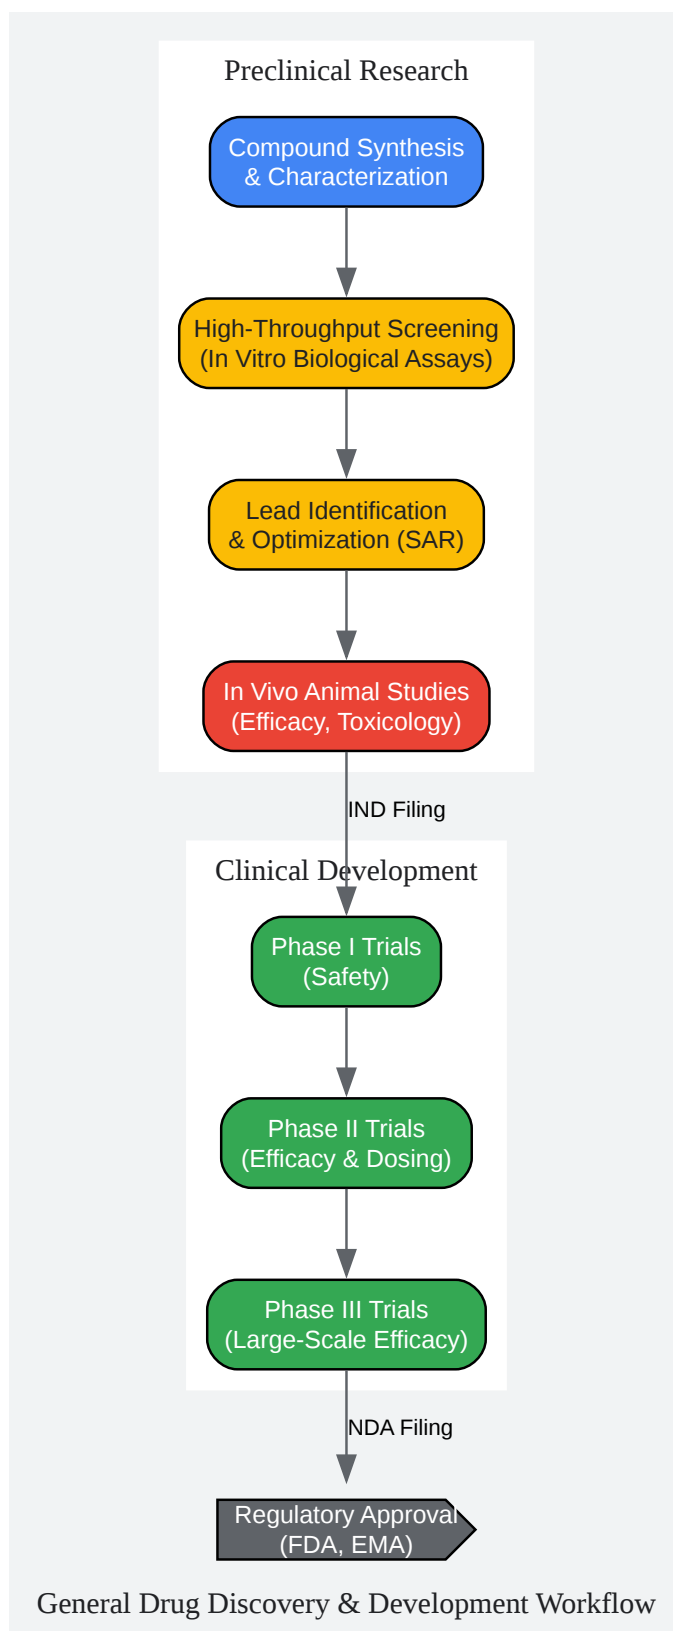 Preclinical Research
Compound Synthesis
& Characterization
High-Throughput Screening
(In Vitro Biological Assays)
Lead Identification
& Optimization (SAR)
In Vivo Animal Studies
(Efficacy, Toxicology)
IND Filing
Clinical Development
Phase I Trials
(Safety)
Phase II Trials
(Efficacy & Dosing)
Phase III Trials
(Large-Scale Efficacy)
NDA Filing
Regulatory Approval
(FDA, EMA)
General Drug Discovery & Development Workflow